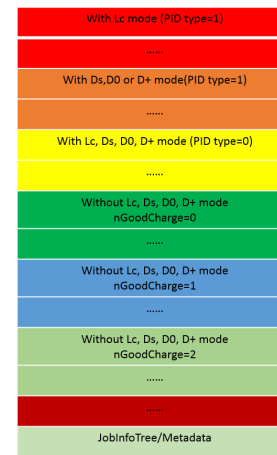 With Lc mode (PID type=1)
......
With Ds,D0 or D+ mode(PID type=1)
......
With Lc, Ds, D0, D+ mode (PID type=0)
......
Without Lc, Ds, D0, D+ mode
nGoodCharge=0
......
Without Lc, Ds, D0, D+ mode
nGoodCharge=1
......
Without Lc, Ds, D0, D+ mode
nGoodCharge=2
......
......
JobInfoTree/Metadata